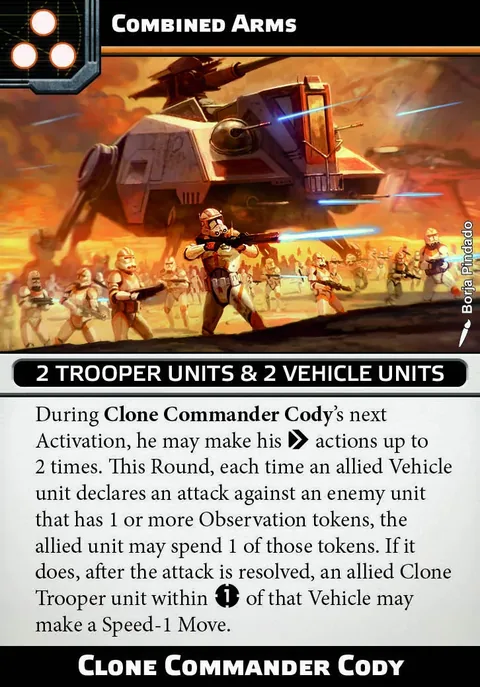 Combined Arms
Borja Pindado
2 TROOPER UNITS & 2 VEHICLE UNITS
During Clone Commander Cody's next
Activation, he may make his actions up to
2 times. This Round, each time an allied Vehicle
unit declares an attack against an enemy unit
that has 1 or more Observation tokens, the
allied unit may spend 1 of those tokens. If it
does, after the attack is resolved, an allied Clone
Trooper unit within 1 of that Vehicle may
make a Speed-1 Move.
Clone Commander Cody